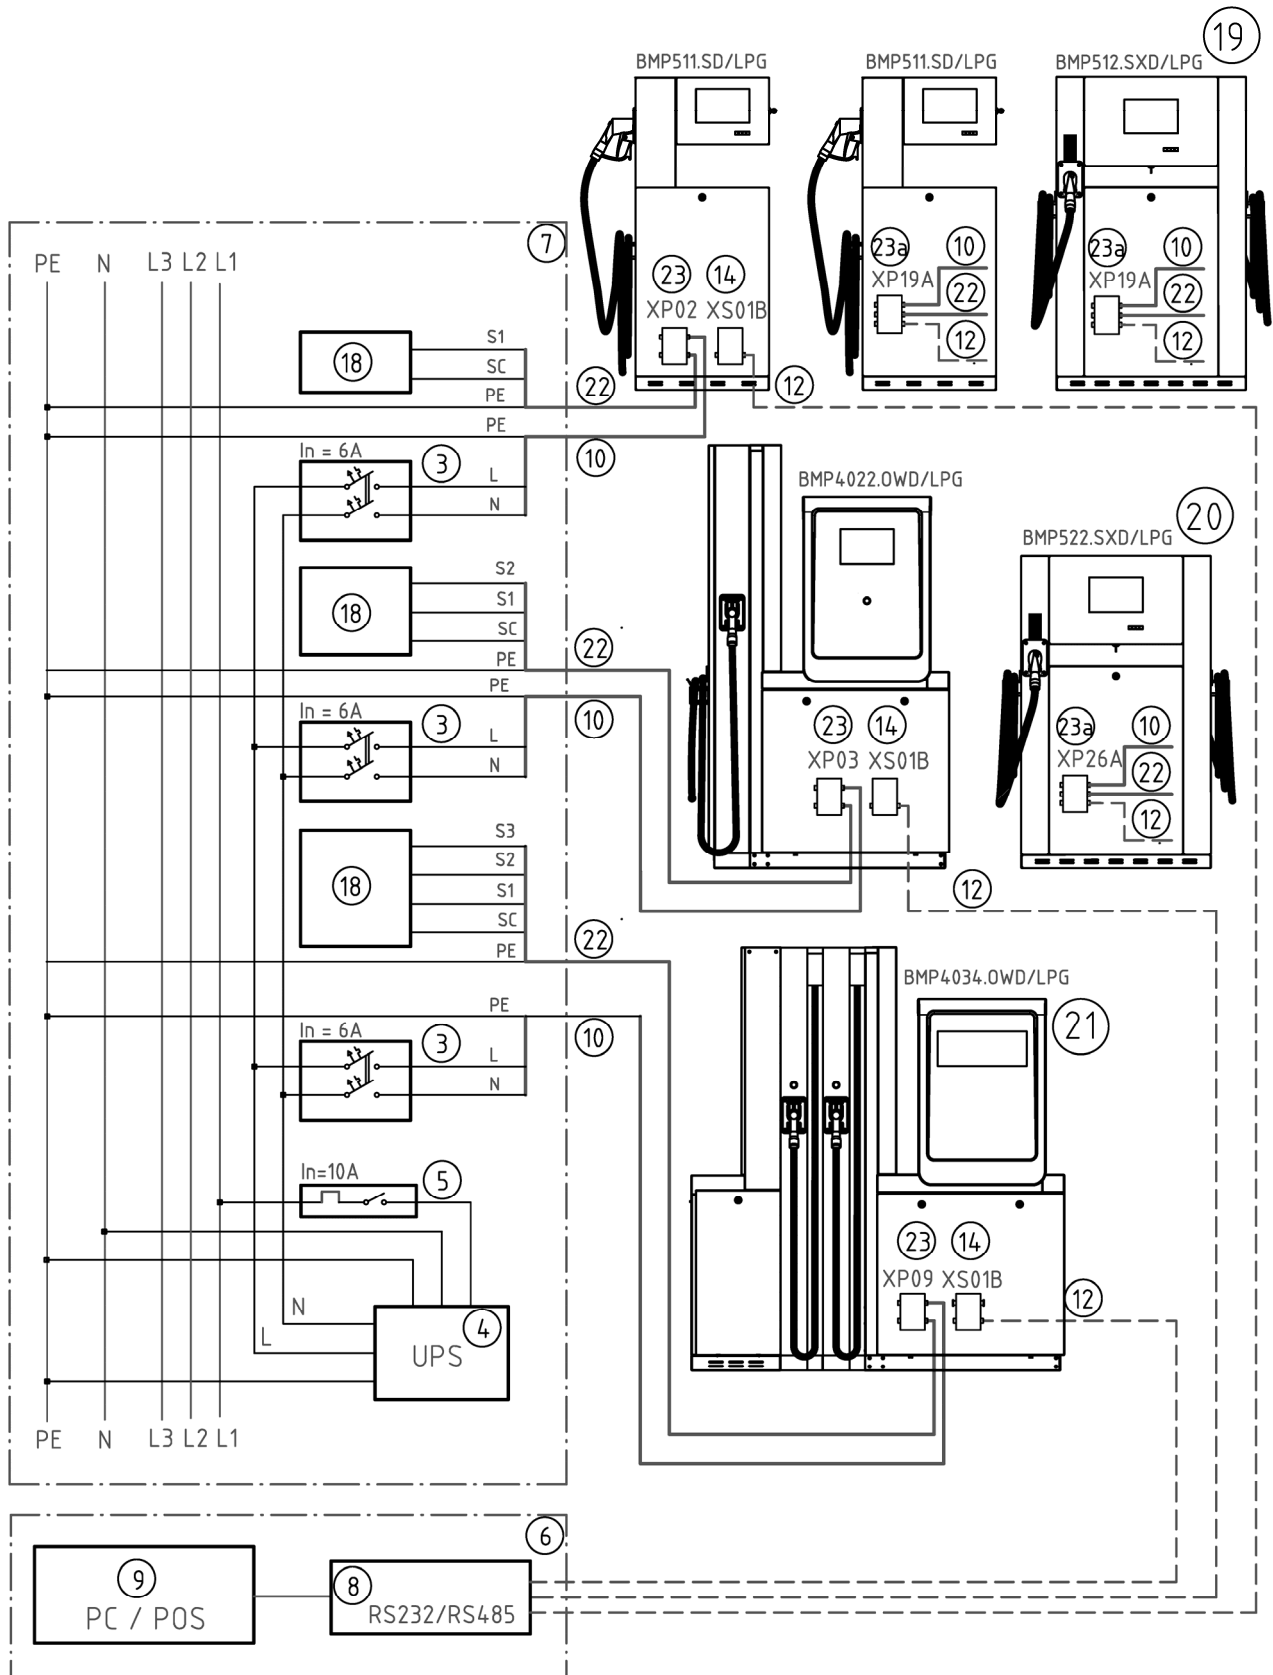 19
BMP511.SD/LPG BMP511.SD/LPG BMP512.SXD/LPG
7
PE N L3 L2 L1
23 14 23a 10 23a 10
XP02 XS01B XP19A 22 XP19A 22
12 12
18 S1
SC
PE 22 12
PE
In = 6A 3 10
L
N
BMP4022.OWD/LPG
20
BMP522.SXD/LPG
18 S2
S1
SC
PE 22
PE
In = 6A 3 10
L
N
23 14 23a 10
XP03 XS01B XP26A 22
12
18 S3
S2
S1
SC
PE 22 12
BMP4034.OWD/LPG
21
PE
In = 6A 3 10
L
N
In=10A 5
23 14
XP09 XS01B
12
N
L
UPS 4
PE N L3 L2 L1
6
9
PC / POS
8
RS232/RS485